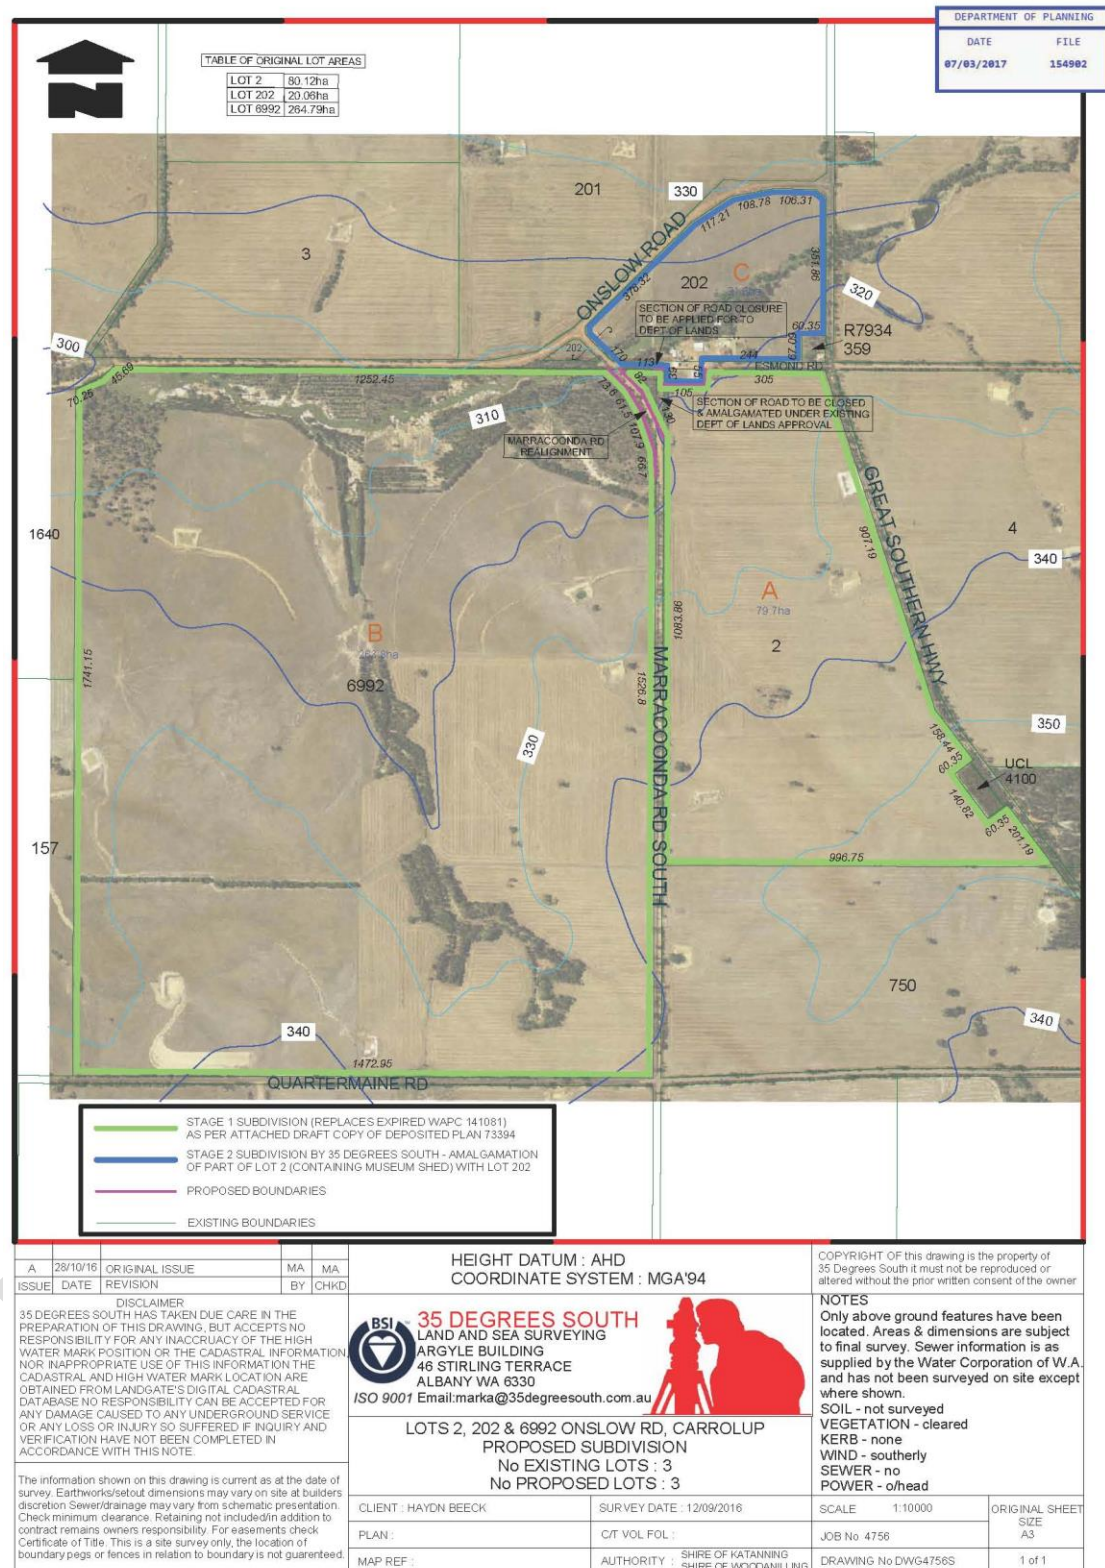 DEPARTMENT OF PLANNING
DATE FILE
07/03/2017 154902
TABLE OF ORIGINAL LOT AREAS
LOT 2 80.12ha
LOT 202 20.06ha
LOT 6992 264.79ha
N
201
330
3
ONSLOW ROAD
117.21
108.78
106.31
351.86
378.32
202
C
SECTION OF ROAD CLOSURE
TO BE APPLIED FOR TO
DEPT OF LANDS
320
60.35
60.79
R7934
359
300
202
170
113
244
ESMOND RD
70.25
45.69
1252.45
73.6
82
105
305
61.5
107.9
66.7
130
310
SECTION OF ROAD TO BE CLOSED
& AMALGAMATED UNDER EXISTING
DEPT OF LANDS APPROVAL
MARRACOONDA RD
REALIGNMENT
GREAT SOUTHERN HWY
907.19
1640
4
340
A
79.7ha
2
B
6992
1083.86
1741.15
1526.8
MARRACOONDA RD SOUTH
330
350
158.44
60.35
UCL
4100
140.82
60.35
201.19
157
996.75
750
340
340
1472.95
QUARTERMAINE RD
STAGE 1 SUBDIVISION (REPLACES EXPIRED WAPC 141081)
AS PER ATTACHED DRAFT COPY OF DEPOSITED PLAN 73394
STAGE 2 SUBDIVISION BY 35 DEGREES SOUTH - AMALGAMATION
OF PART OF LOT 2 (CONTAINING MUSEUM SHED) WITH LOT 202
PROPOSED BOUNDARIES
EXISTING BOUNDARIES
A 28/10/16 ORIGINAL ISSUE MA MA
ISSUE DATE REVISION BY CHKD
DISCLAIMER
35 DEGREES SOUTH HAS TAKEN DUE CARE IN THE
PREPARATION OF THIS DRAWING, BUT ACCEPTS NO
RESPONSIBILITY FOR ANY INACCRUACY OF THE HIGH
WATER MARK POSITION OR THE CADASTRAL INFORMATION,
NOR INAPPROPRIATE USE OF THIS INFORMATION THE
CADASTRAL AND HIGH WATER MARK LOCATION ARE
OBTAINED FROM LANDGATE'S DIGITAL CADASTRAL
DATABASE NO RESPONSIBILITY CAN BE ACCEPTED FOR
ANY DAMAGE CAUSED TO ANY UNDERGROUND SERVICE
OR ANY LOSS OR INJURY SO SUFFERED IF INQUIRY AND
VERIFICATION HAVE NOT BEEN COMPLETED IN
ACCORDANCE WITH THIS NOTE.
The information shown on this drawing is current as at the date of
survey. Earthworks/setout dimensions may vary on site at builders
discretion Sewer/drainage may vary from schematic presentation.
Check minimum clearance. Retaining not included/in addition to
contract remains owners responsibility. For easements check
Certificate of Title. This is a site survey only, the location of
boundary pegs or fences in relation to boundary is not guarenteed.
HEIGHT DATUM : AHD
COORDINATE SYSTEM : MGA'94
BSI
ISO 9001
35 DEGREES SOUTH
LAND AND SEA SURVEYING
ARGYLE BUILDING
46 STIRLING TERRACE
ALBANY WA 6330
Email:marka@35degreesouth.com.au
LOTS 2, 202 & 6992 ONSLOW RD, CARROLUP
PROPOSED SUBDIVISION
No EXISTING LOTS : 3
No PROPOSED LOTS : 3
CLIENT : HAYDN BEECK
SURVEY DATE : 12/09/2016
PLAN :
C/T VOL FOL :
MAP REF :
AUTHORITY : SHIRE OF KATANNING
SHIRE OF WOODANILLING
COPYRIGHT OF this drawing is the property of
35 Degrees South it must not be reproduced or
altered without the prior written consent of the owner
NOTES
Only above ground features have been
located. Areas & dimensions are subject
to final survey. Sewer information is as
supplied by the Water Corporation of W.A.
and has not been surveyed on site except
where shown.
SOIL - not surveyed
VEGETATION - cleared
KERB - none
WIND - southerly
SEWER - no
POWER - o/head
SCALE 1:10000
ORIGINAL SHEET
SIZE
A3
JOB No 4756
DRAWING No DWG4756S
1 of 1